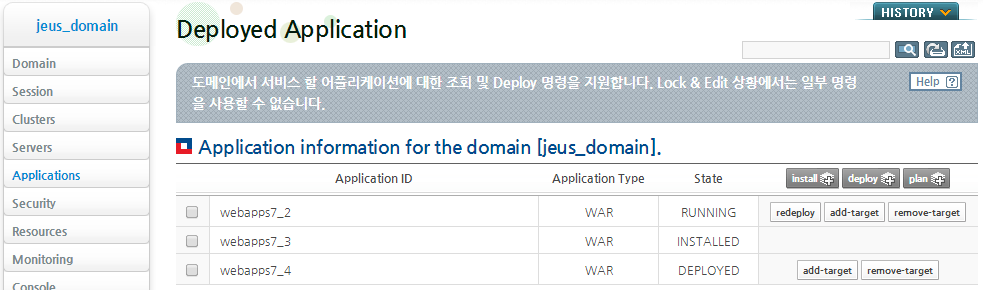 jeus_domain
Domain
Session
Clusters
Servers
Applications
Security
Resources
Monitoring
Console
HISTORY
Deployed Application
XML
도메인에서 서비스 할 어플리케이션에 대한 조회 및 Deploy 명령을 지원합니다. Lock & Edit 상황에서는 일부 명령
을 사용할 수 없습니다.
Help ?
Application information for the domain [jeus_domain].
Application ID Application Type State install deploy plan
webapps7_2 WAR RUNNING redeploy add-target remove-target
webapps7_3 WAR INSTALLED
webapps7_4 WAR DEPLOYED add-target remove-target